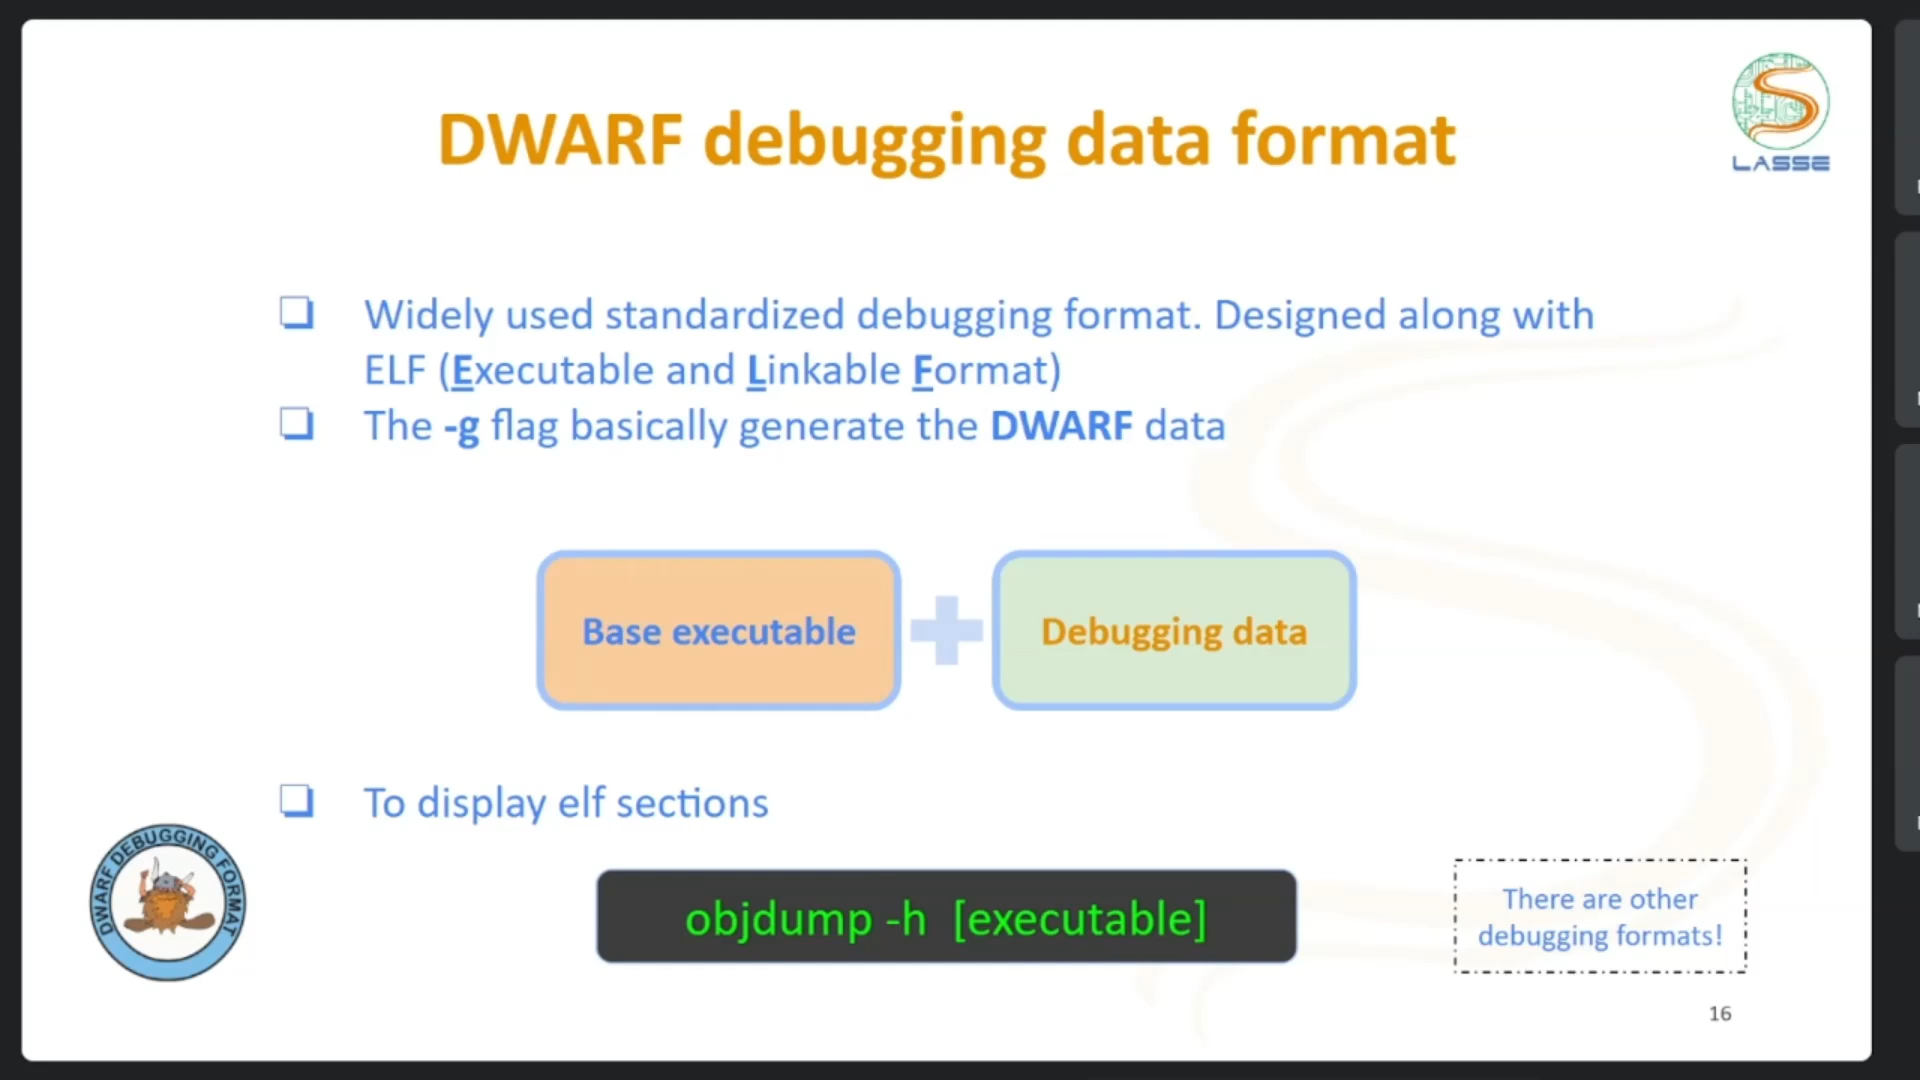 DWARF debugging data format
LASSE
Widely used standardized debugging format. Designed along with
ELF (Executable and Linkable Format)
The -g flag basically generate the DWARF data
Base executable
Debugging data
To display elf sections
DWARF DEBUGGING FORMAT
objdump -h [executable]
There are other
debugging formats!
16